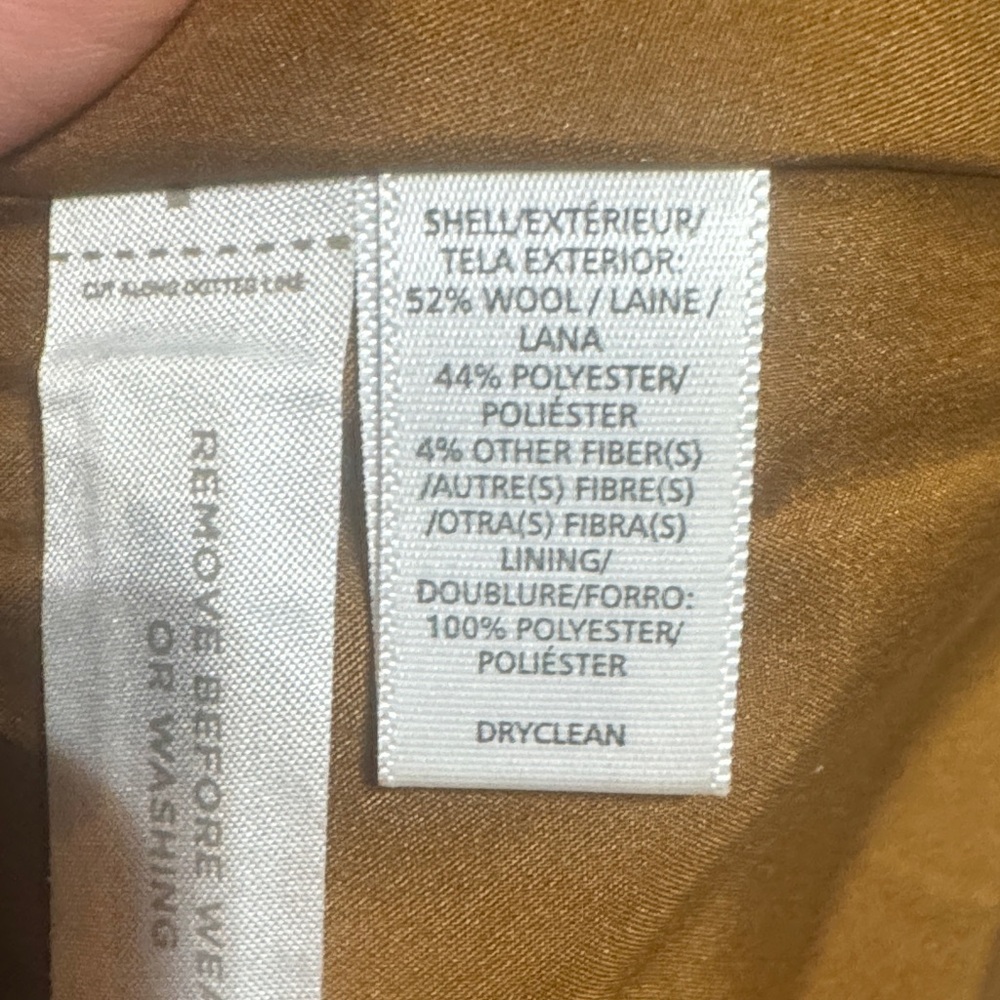 CUT ALONG DOTTED LINE
REMOVE BEFORE
OR WASHING
SHELL/EXTÉRIEUR/
TELA EXTERIOR:
52% WOOL / LAINE /
LANA
44% POLYESTER/
POLIÉSTER
4% OTHER FIBER(S)
/AUTRE(S) FIBRE(S)
/OTRA(S) FIBRA(S)
LINING/
DOUBLURE/FORRO:
100% POLYESTER/
POLIÉSTER
DRYCLEAN